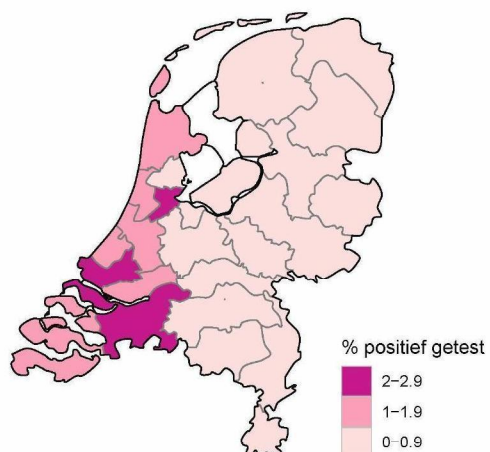 % positief getest
2–2.9
1–1.9
0–0.9